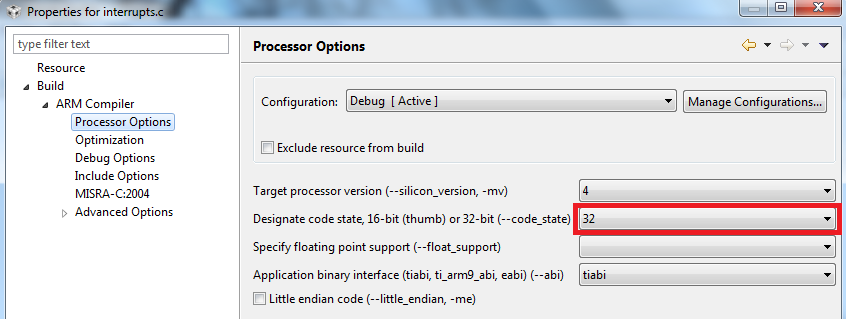 Properties for interrupts.c
type filter text
Resource
Build
ARM Compiler
Processor Options
Optimization
Debug Options
Include Options
MISRA-C:2004
Advanced Options
Processor Options
Configuration: Debug [ Active ] Manage Configurations...
Exclude resource from build
Target processor version (--silicon_version, -mv) 4
Designate code state, 16-bit (thumb) or 32-bit (--code_state) 32
Specify floating point support (--float_support)
Application binary interface (tiabi, ti_arm9_abi, eabi) (--abi) tiabi
Little endian code (--little_endian, -me)